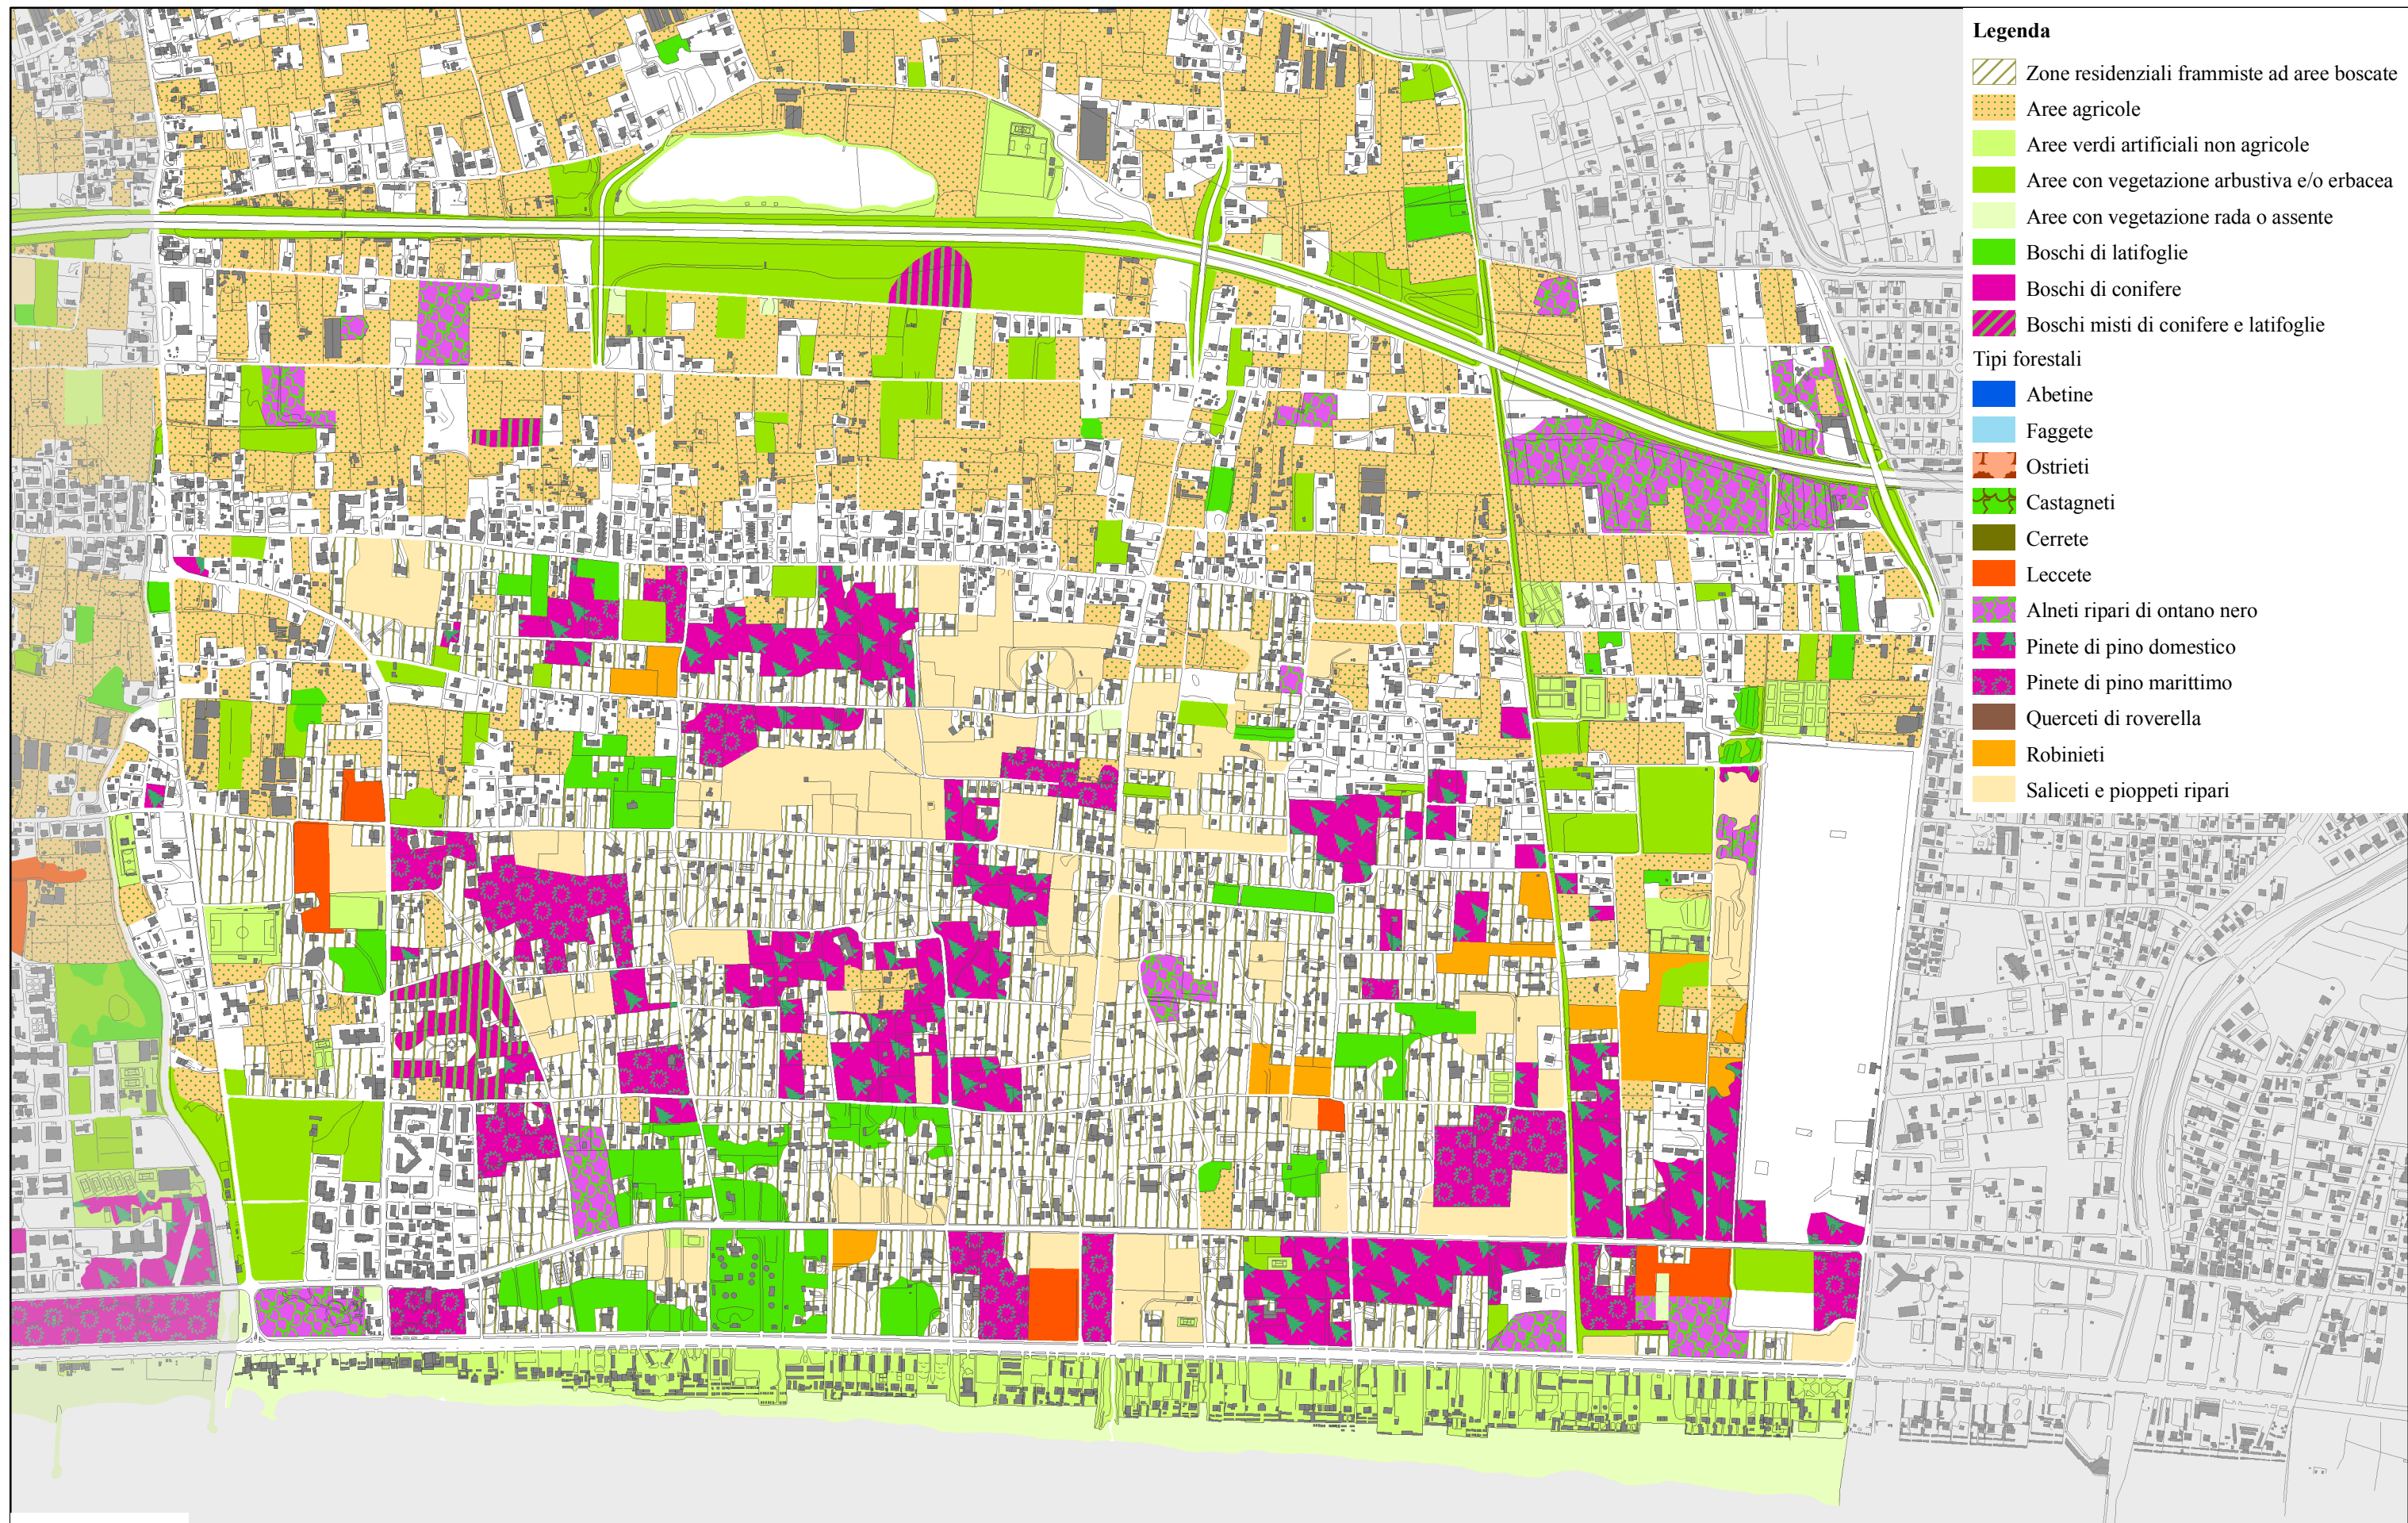 Legenda
Zone residenziali frammiste ad aree boscate
Aree agricole
Aree verdi artificiali non agricole
Aree con vegetazione arbustiva e/o erbacea
Aree con vegetazione rada o assente
Boschi di latifoglie
Boschi di conifere
Boschi misti di conifere e latifoglie
Tipi forestali
Abetine
Faggete
Ostrieti
Castagneti
Cerrete
Leccete
Alneti ripari di ontano nero
Pinete di pino domestico
Pinete di pino marittimo
Querceti di roverella
Robinieti
Saliceti e pioppeti ripari